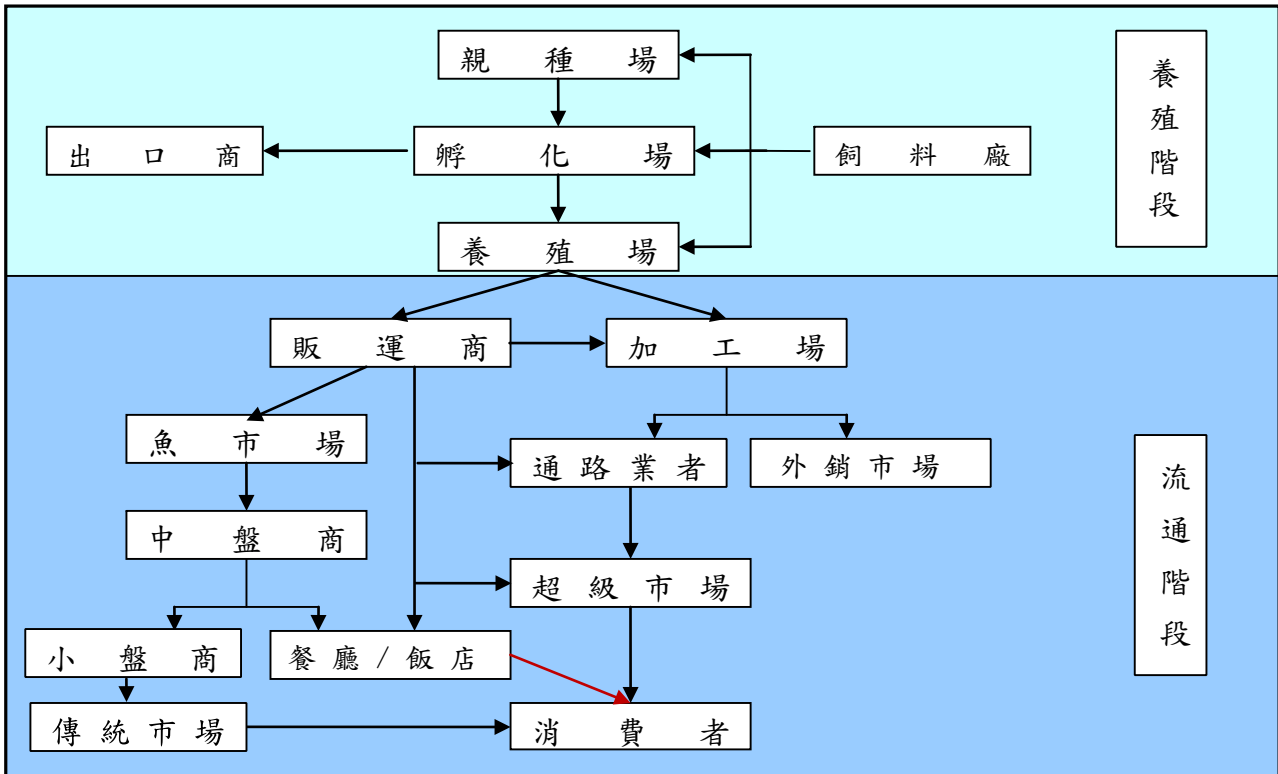 親種場
養殖階段
出口商
孵化場
飼料廠
養殖場
販運商
加工場
魚市場
通路業者
外銷市場
流通階段
中盤商
超級市場
小盤商
餐廳/飯店
傳統市場
消費者